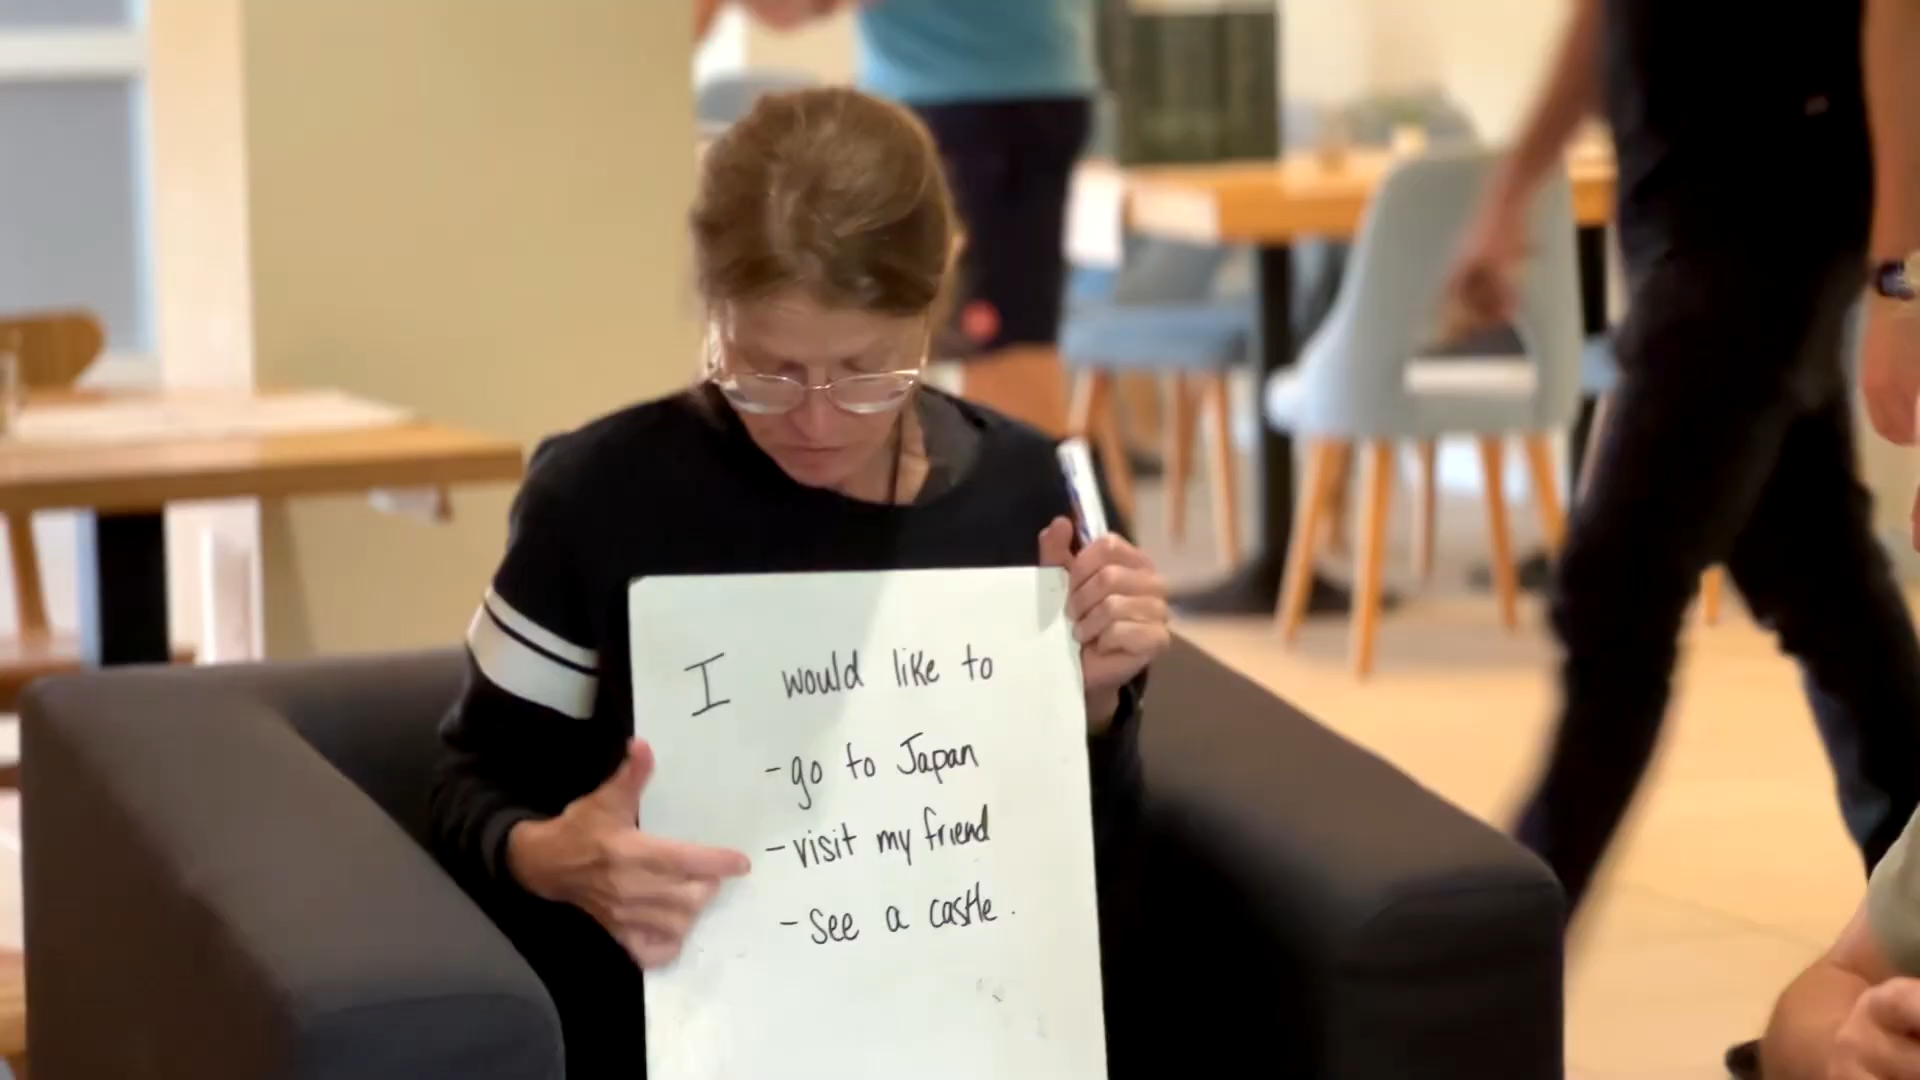 I would like to
- go to Japan
- visit my friend
- see a castle.